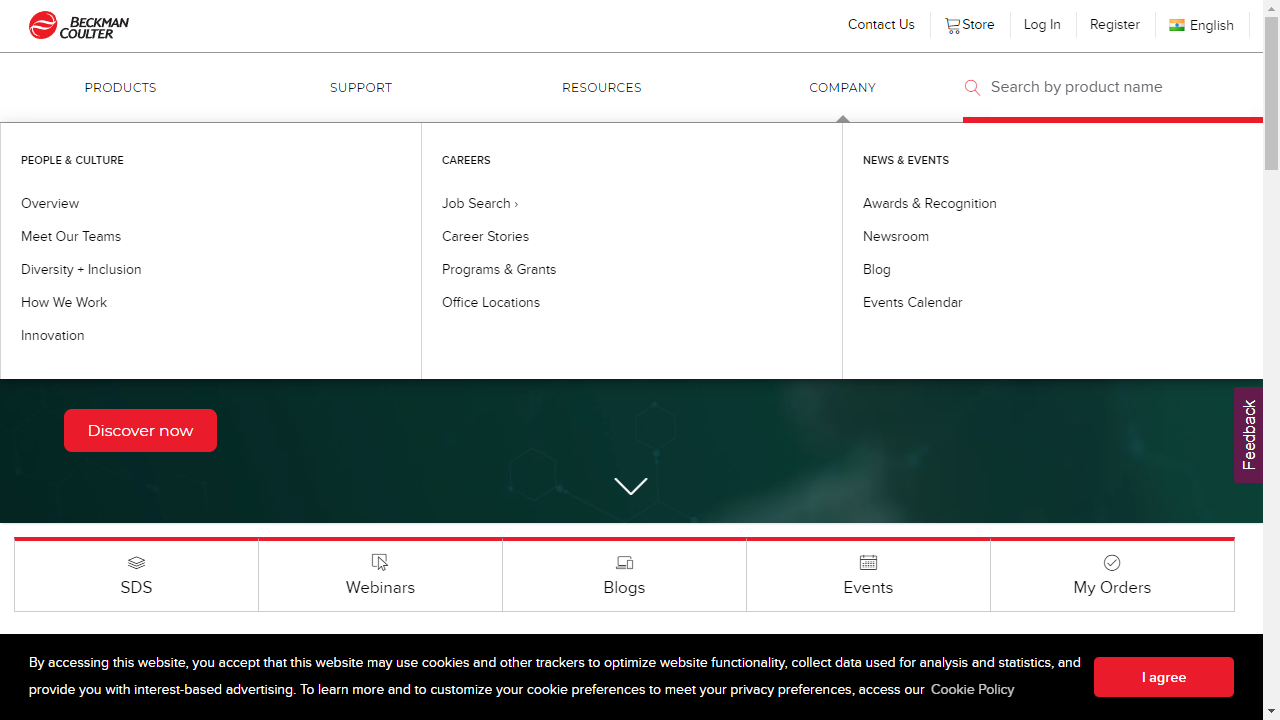 BECKMAN
COULTER
Contact Us
Store
Log In
Register
English
PRODUCTS
SUPPORT
RESOURCES
COMPANY
Search by product name
PEOPLE & CULTURE
Overview
Meet Our Teams
Diversity + Inclusion
How We Work
Innovation
CAREERS
Job Search ›
Career Stories
Programs & Grants
Office Locations
NEWS & EVENTS
Awards & Recognition
Newsroom
Blog
Events Calendar
Discover now
Feedback
SDS
Webinars
Blogs
Events
My Orders
By accessing this website, you accept that this website may use cookies and other trackers to optimize website functionality, collect data used for analysis and statistics, and
provide you with interest-based advertising. To learn more and to customize your cookie preferences to meet your privacy preferences, access our Cookie Policy
I agree